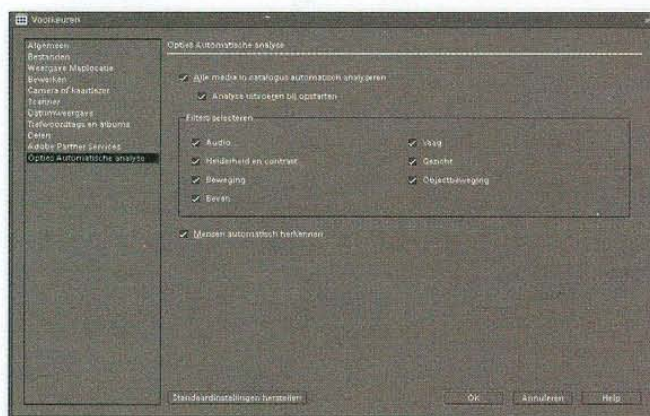 Voorkeuren
Algemeen
Bestanden
Weergave Maplocatie
Bewerken
Camera of kaartlezer
Scanner
Datumweergave
Trefwoordtags en albums
Delen
Adobe Partner Services
Opties Automatische analyse
Opties Automatische analyse
Alle media in catalogus automatisch analyseren
Analyse uitvoeren bij opstarten
Filters selecteren
Audio
Helderheid en contrast
Beweging
Beven
Vaag
Gezicht
Objectbeweging
Mensen automatisch herkennen
Standaardinstellingen herstellen
OK
Annuleren
Help